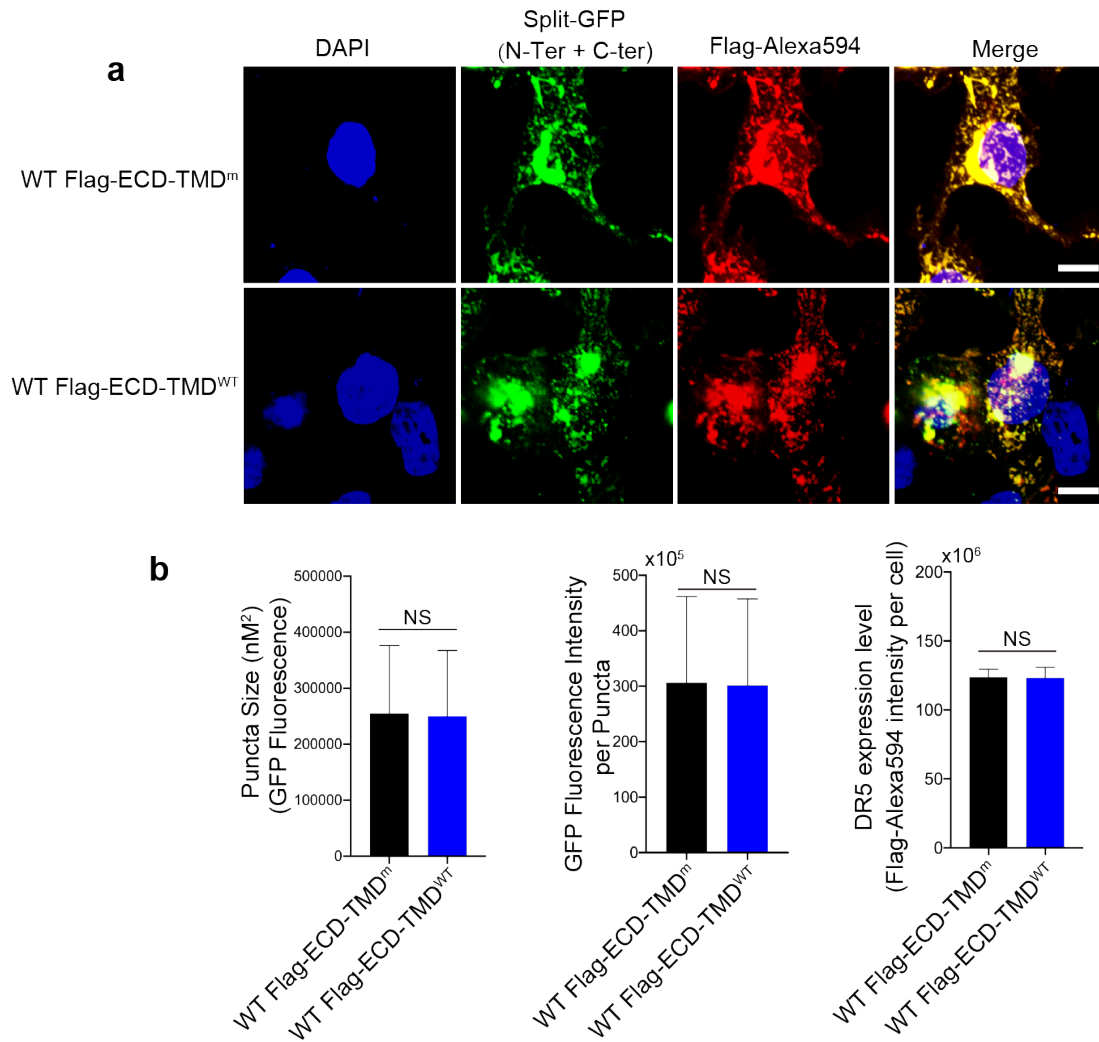 a
DAPI
Split-GFP
(N-Ter + C-ter)
Flag-Alexa594
Merge
WT Flag-ECD-TMDᵐ
WT Flag-ECD-TMDᵂᵀ
b
Puncta Size (nM²)
(GFP Fluorescence)
500000
400000
300000
200000
100000
0
NS
WT Flag-ECD-TMDᵐ
WT Flag-ECD-TMDᵂᵀ
GFP Fluorescence Intensity
per Puncta
x10⁵
500
400
300
200
100
0
NS
WT Flag-ECD-TMDᵐ
WT Flag-ECD-TMDᵂᵀ
DR5 expression level
(Flag-Alexa594 intensity per cell)
x10⁶
200
150
100
50
0
NS
WT Flag-ECD-TMDᵐ
WT Flag-ECD-TMDᵂᵀ